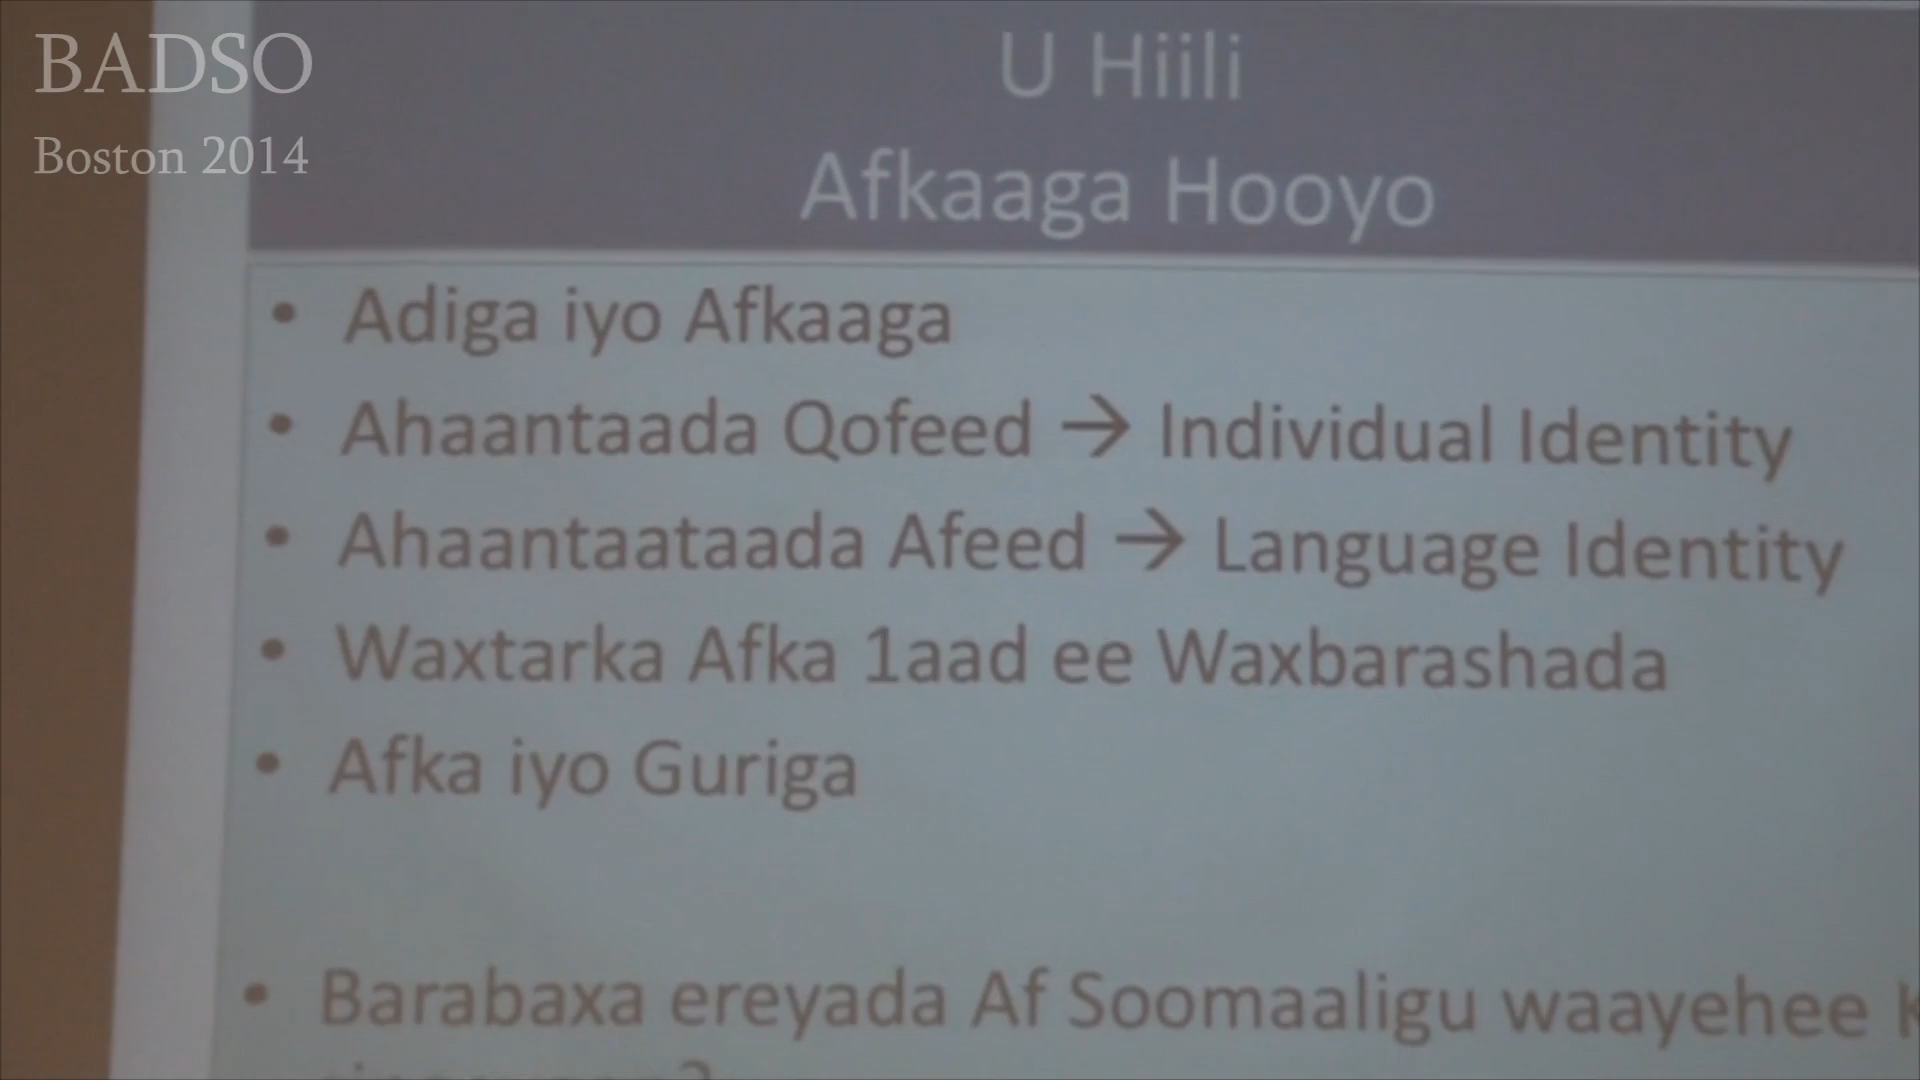 BADSO
Boston 2014
U Hiili
Afkaaga Hooyo
• Adiga iyo Afkaaga
• Ahaantaada Qofeed → Individual Identity
• Ahaantaataada Afeed → Language Identity
• Waxtarka Afka 1aad ee Waxbarashada
• Afka iyo Guriga
• Barabaxa ereyada Af Soomaaligu waayehee